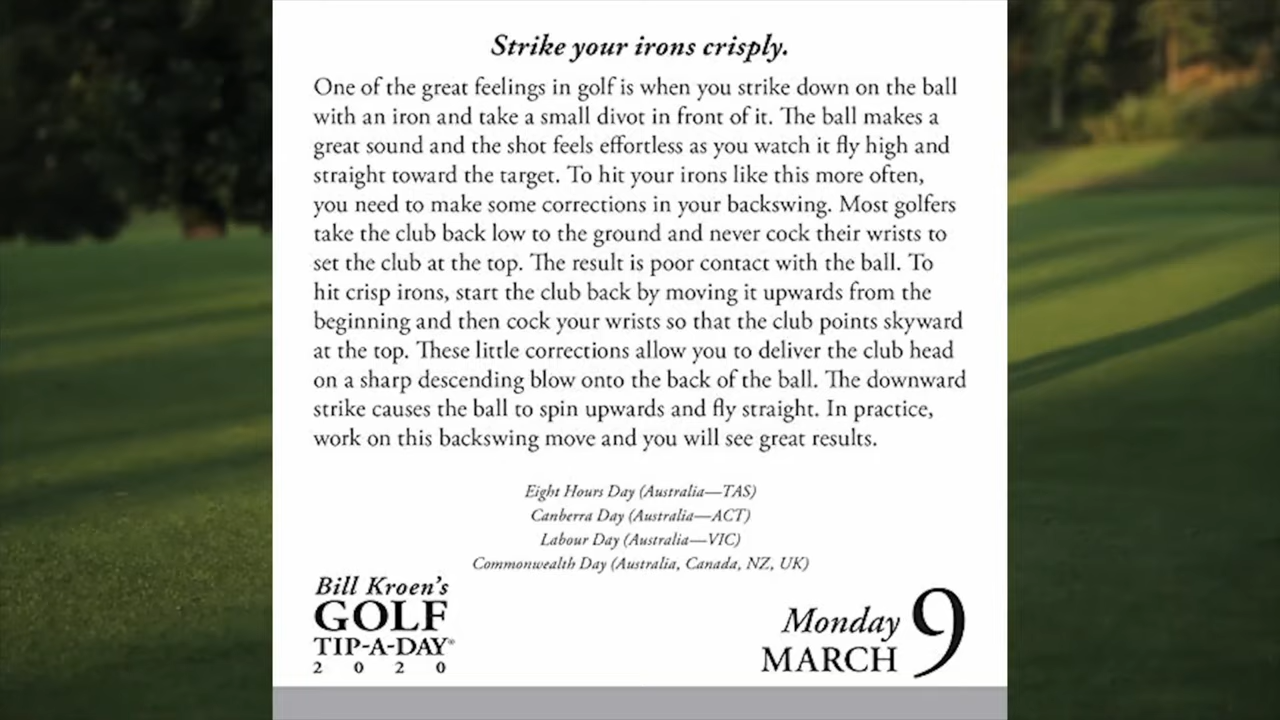 Strike your irons crisply.
One of the great feelings in golf is when you strike down on the ball
with an iron and take a small divot in front of it. The ball makes a
great sound and the shot feels effortless as you watch it fly high and
straight toward the target. To hit your irons like this more often,
you need to make some corrections in your backswing. Most golfers
take the club back low to the ground and never cock their wrists to
set the club at the top. The result is poor contact with the ball. To
hit crisp irons, start the club back by moving it upwards from the
beginning and then cock your wrists so that the club points skyward
at the top. These little corrections allow you to deliver the club head
on a sharp descending blow onto the back of the ball. The downward
strike causes the ball to spin upwards and fly straight. In practice,
work on this backswing move and you will see great results.
Eight Hours Day (Australia—TAS)
Canberra Day (Australia—ACT)
Labour Day (Australia—VIC)
Commonwealth Day (Australia, Canada, NZ, UK)
Bill Kroen's
GOLF
TIP-A-DAY®
2 0 2 0
Monday 9
MARCH